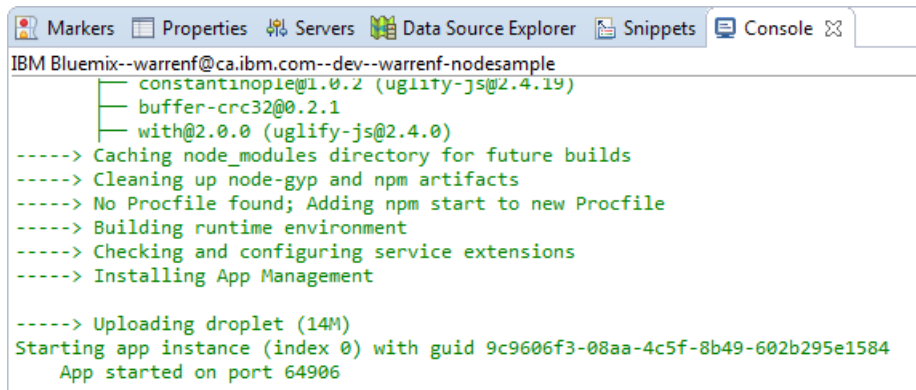 Markers Properties Servers Data Source Explorer Snippets Console
IBM Bluemix--warrenf@ca.ibm.com--dev--warrenf-nodesample
├── constantinople@1.0.2 (uglify-js@2.4.19)
├── buffer-crc32@0.2.1
├── with@2.0.0 (uglify-js@2.4.0)
-----> Caching node_modules directory for future builds
-----> Cleaning up node-gyp and npm artifacts
-----> No Procfile found; Adding npm start to new Procfile
-----> Building runtime environment
-----> Checking and configuring service extensions
-----> Installing App Management
-----> Uploading droplet (14M)
Starting app instance (index 0) with guid 9c9606f3-08aa-4c5f-8b49-602b295e1584
App started on port 64906